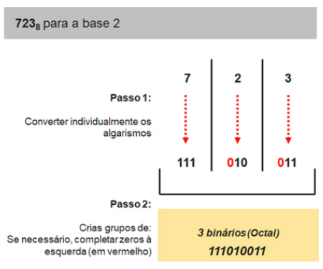 723₈ para a base 2
7 2 3
Passo 1:
Converter individualmente os
algarismos
111 010 011
Passo 2:
Crias grupos de:
Se necessário, completar zeros à
esquerda (em vermelho)
3 binários (Octal)
111010011